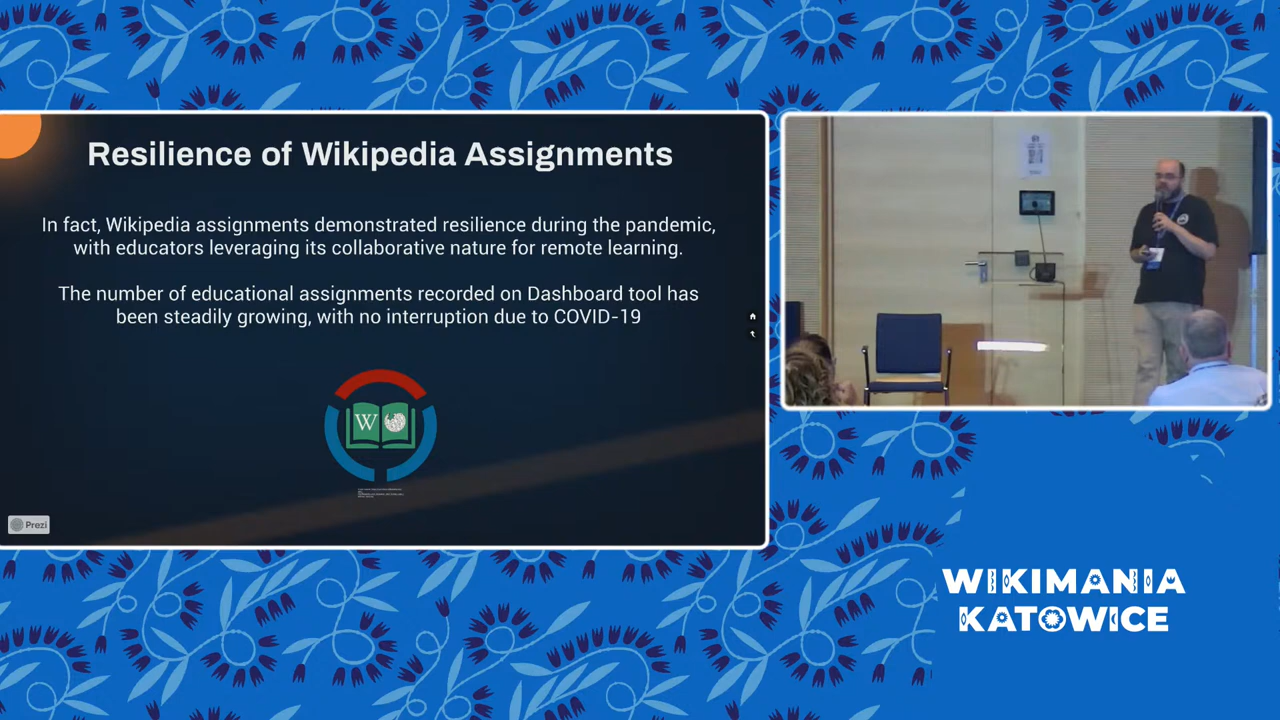 Resilience of Wikipedia Assignments
In fact, Wikipedia assignments demonstrated resilience during the pandemic,
with educators leveraging its collaborative nature for remote learning.
The number of educational assignments recorded on Dashboard tool has
been steadily growing, with no interruption due to COVID-19
W
Prezi
WIKIMANIA
KATOWICE